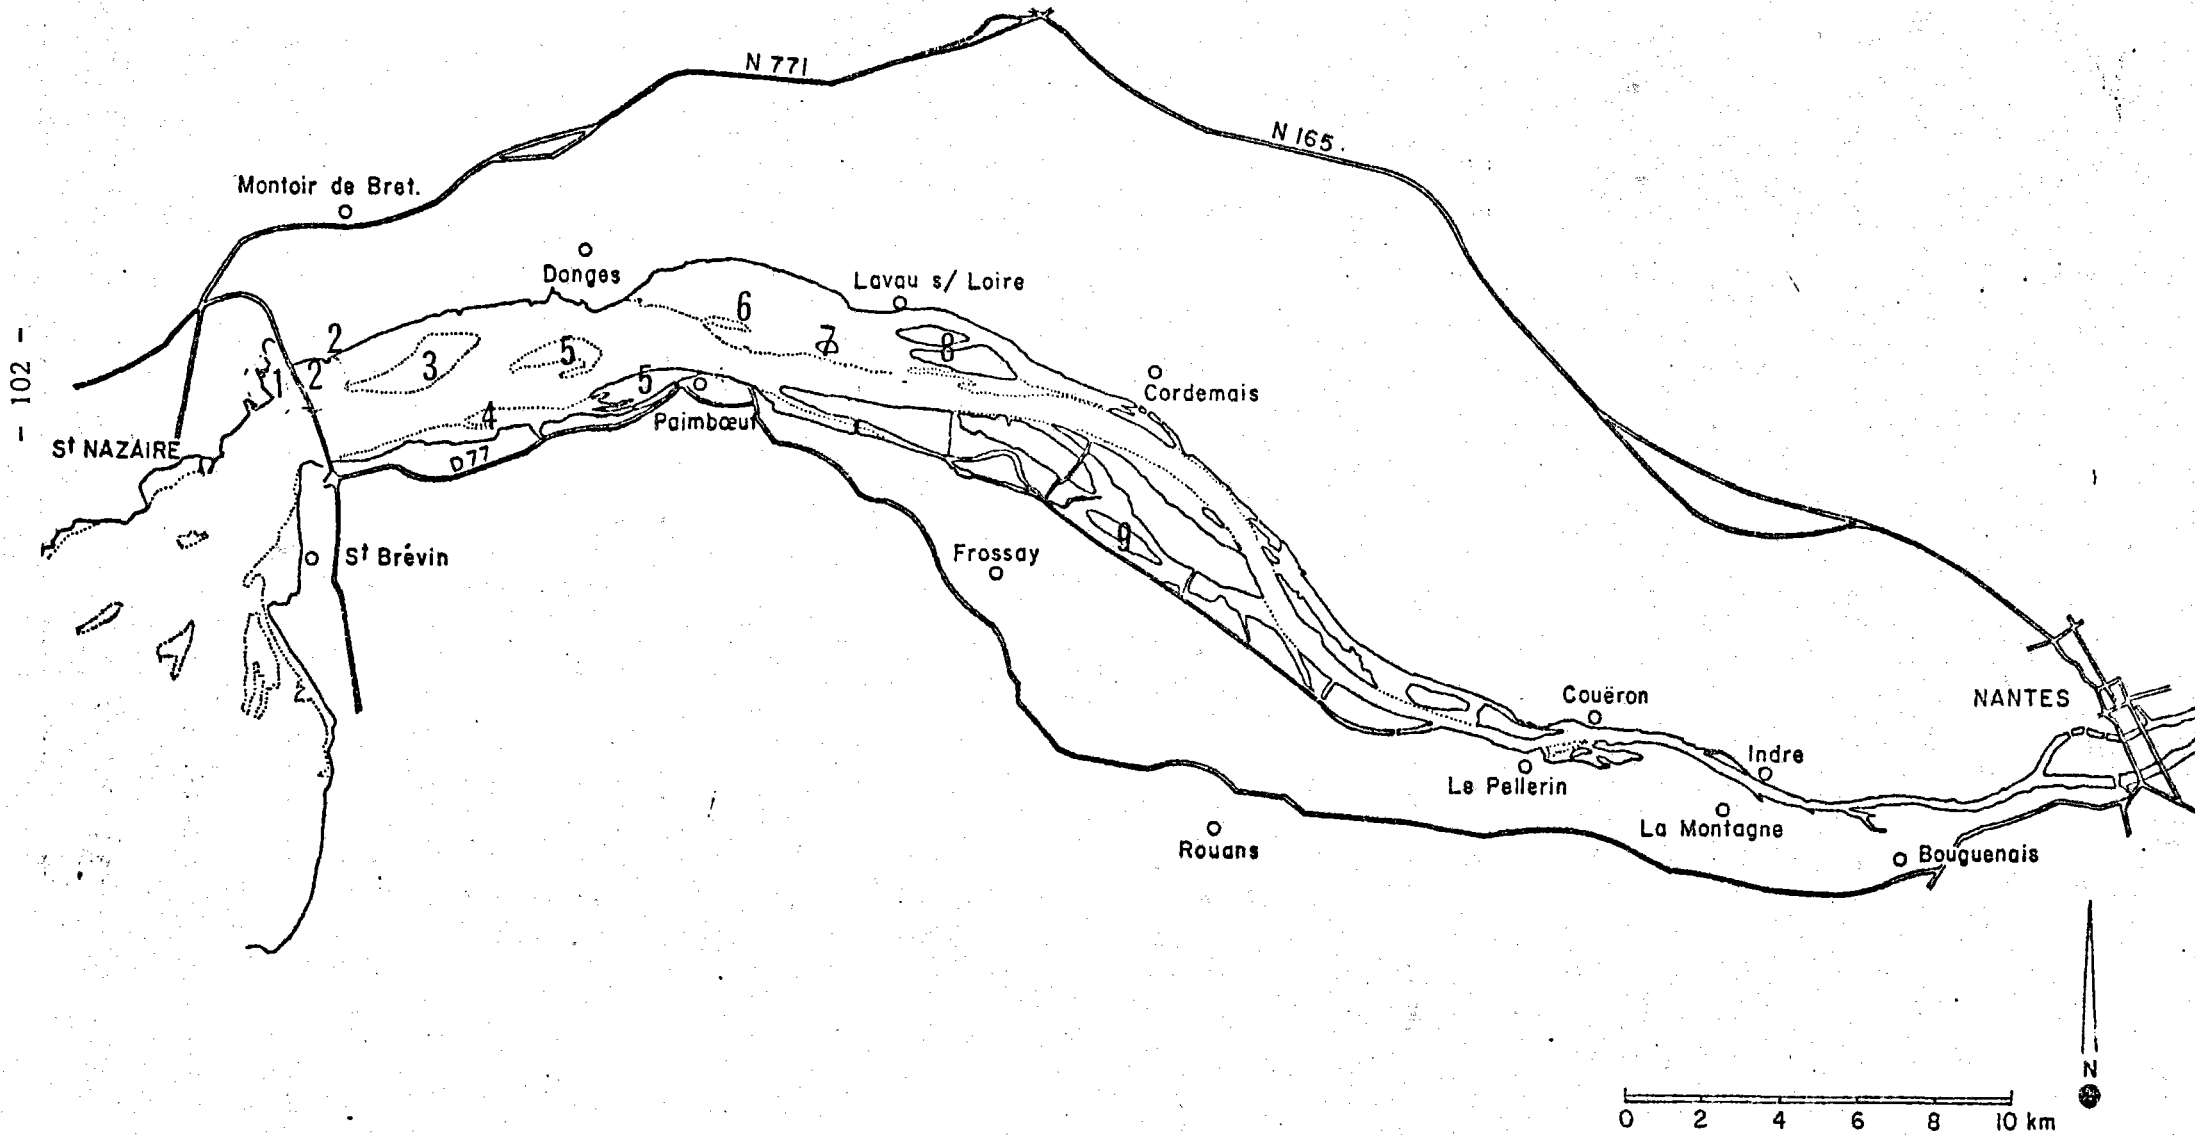 N 771
N 165.
Montoir de Bret.
Donges
Lavau s/ Loire
6
2
7
3
5
8
1
2
Cordemais
- 102 -
5
4
Paimbœuf
St NAZAIRE
D 77
9
Frossay
St Brévin
Couëron
NANTES
Indre
Le Pellerin
La Montagne
Rouans
Bouguenais
N
0 2 4 6 8 10 km